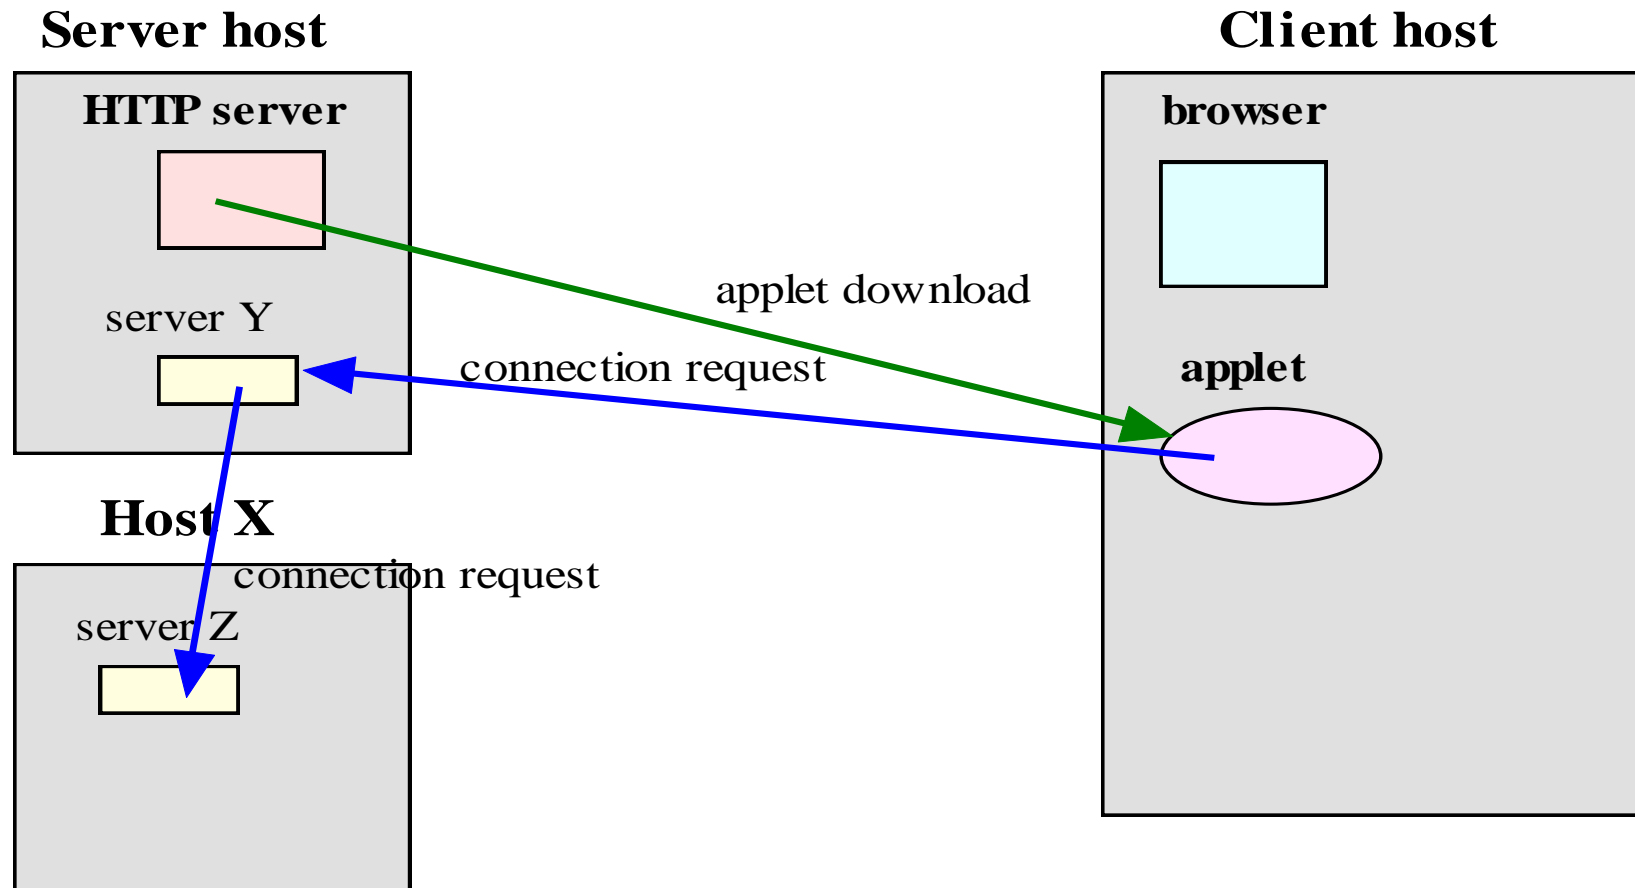 Server host
Client host
HTTP server
browser
applet download
server Y
connection request
applet
Host X
connection request
server Z